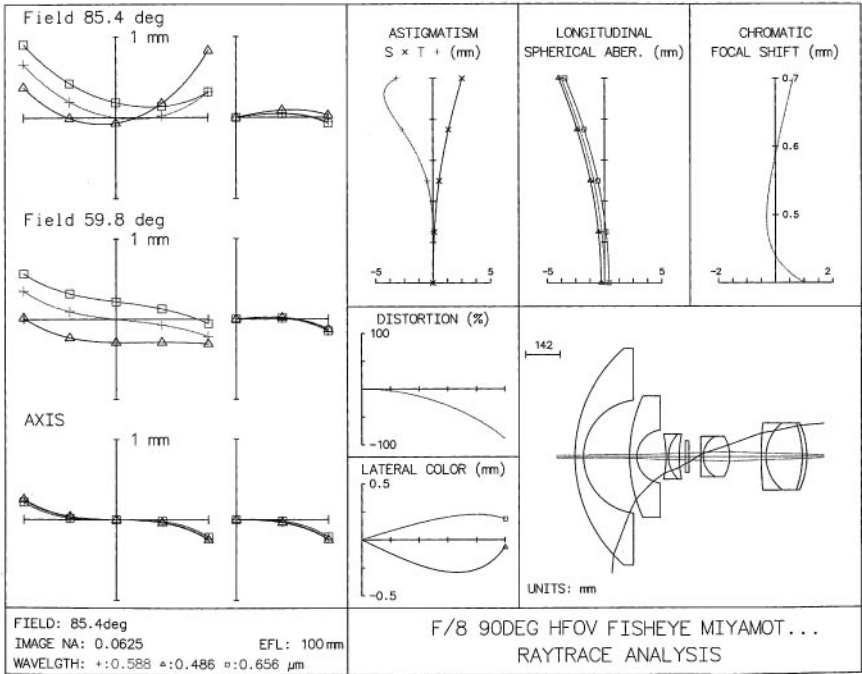 Field 85.4 deg
1 mm
Field 59.8 deg
1 mm
AXIS
1 mm
ASTIGMATISM
S × T + (mm)
-5 5
LONGITUDINAL
SPHERICAL ABER. (mm)
-5 5
CHROMATIC
FOCAL SHIFT (mm)
0.7
0.6
0.5
-2 2
DISTORTION (%)
100
-100
LATERAL COLOR (mm)
0.5
-0.5
142
UNITS: mm
FIELD: 85.4deg
IMAGE NA: 0.0625 EFL: 100mm
WAVELGTH: +:0.588 ▵:0.486 ▫:0.656 µm
F/8 90DEG HFOV FISHEYE MIYAMOT...
RAYTRACE ANALYSIS